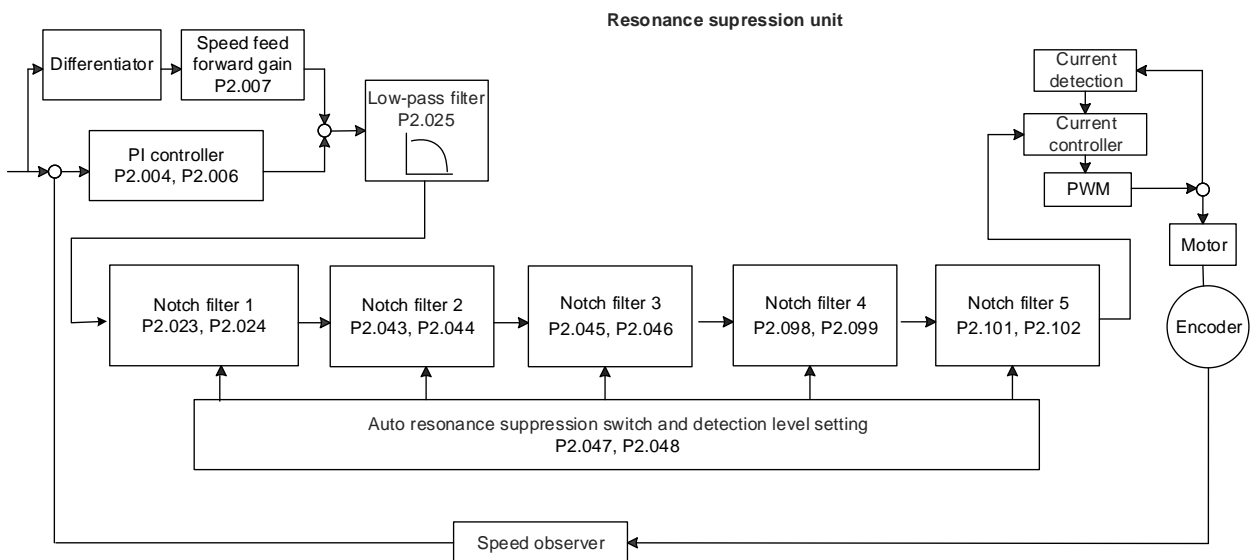 Resonance supression unit
Differentiator
Speed feed
forward gain
P2.007
Low-pass filter
P2.025
PI controller
P2.004, P2.006
Current
detection
Current
controller
PWM
Motor
Encoder
Notch filter 1
P2.023, P2.024
Notch filter 2
P2.043, P2.044
Notch filter 3
P2.045, P2.046
Notch filter 4
P2.098, P2.099
Notch filter 5
P2.101, P2.102
Auto resonance suppression switch and detection level setting
P2.047, P2.048
Speed observer